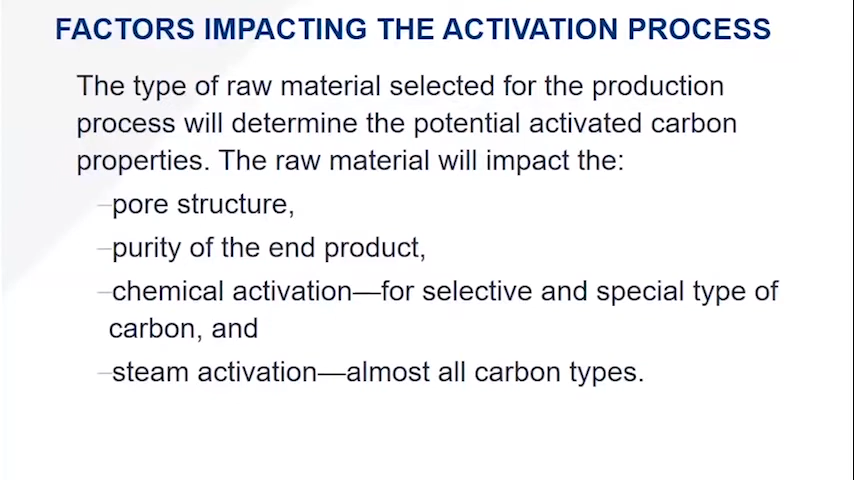 FACTORS IMPACTING THE ACTIVATION PROCESS
The type of raw material selected for the production
process will determine the potential activated carbon
properties. The raw material will impact the:
–pore structure,
–purity of the end product,
–chemical activation—for selective and special type of
carbon, and
–steam activation—almost all carbon types.